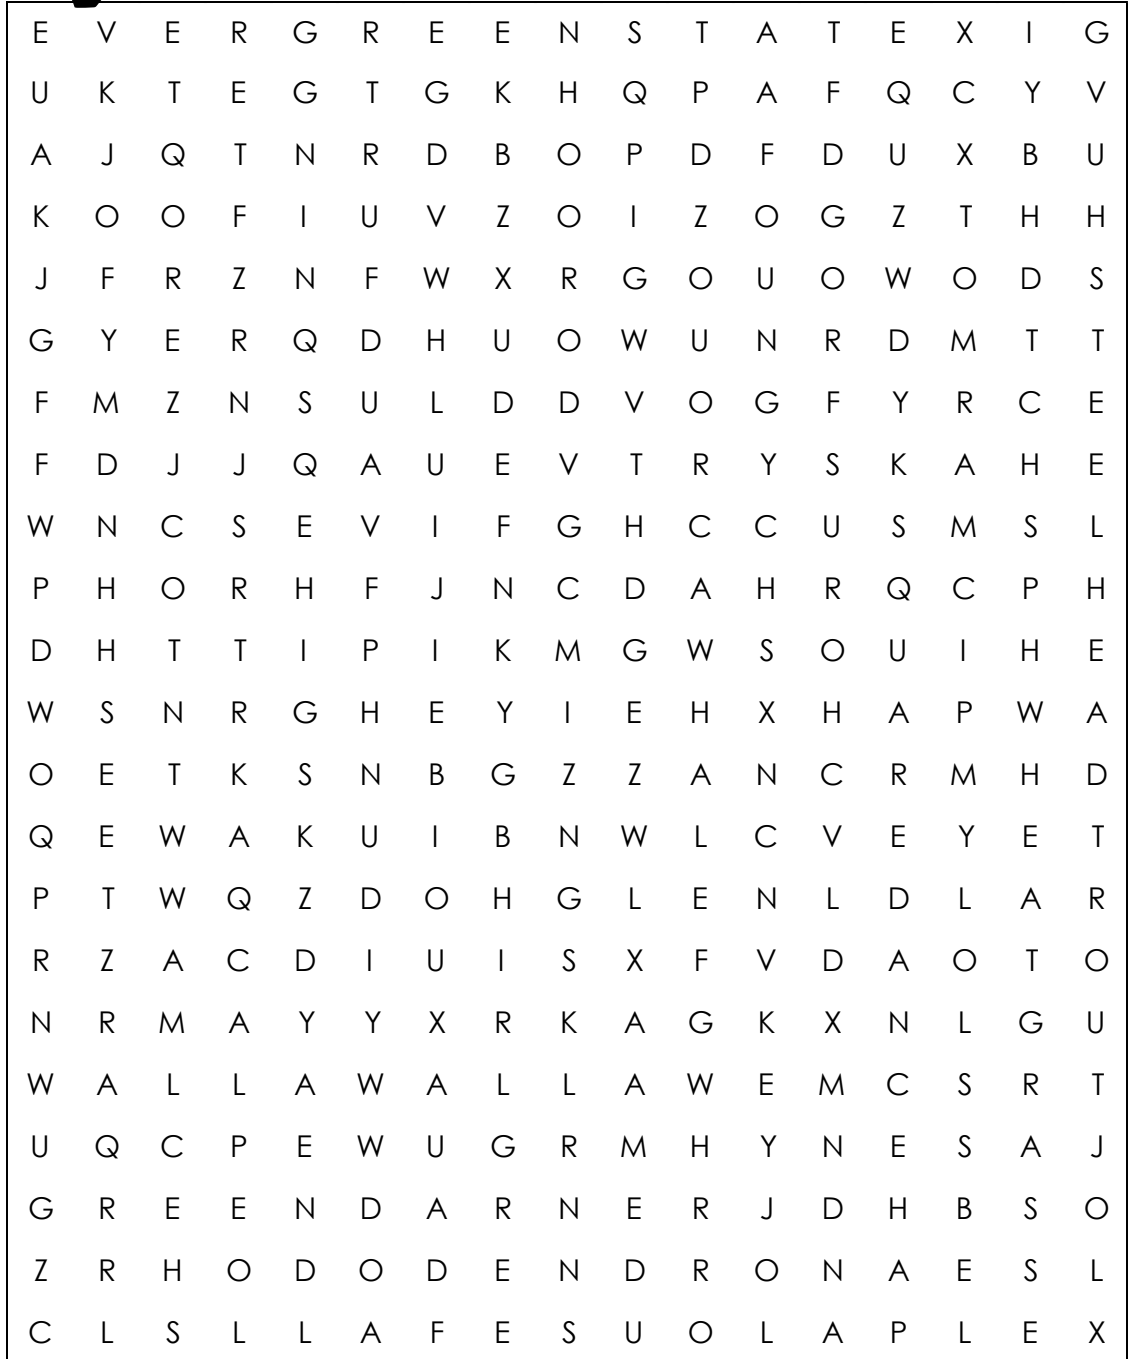 E V E R G R E E N S T A T E X I G
U K T E G T G K H Q P A F Q C Y V
A J Q T N R D B O P D F D U X B U
K O O F I U V Z O I Z O G Z T H H
J F R Z N F W X R G O U O W O D S
G Y E R Q D H U O W U N R D M T T
F M Z N S U L D D V O G F Y R C E
F D J J Q A U E V T R Y S K A H E
W N C S E V I F G H C C U S M S L
P H O R H F J N C D A H R Q C P H
D H T T I P I K M G W S O U I H E
W S N R G H E Y I E H X H A P W A
O E T K S N B G Z Z A N C R M H D
Q E W A K U I B N W L C V E Y E T
P T W Q Z D O H G L E N L D L A R
R Z A C D I U I S X F V D A O T O
N R M A Y Y X R K A G K X N L G U
W A L L A W A L L A W E M C S R T
U Q C P E W U G R M H Y N E S A J
G R E E N D A R N E R J D H B S O
Z R H O D O D E N D R O N A E S L
C L S L L A F E S U O L A P L E X